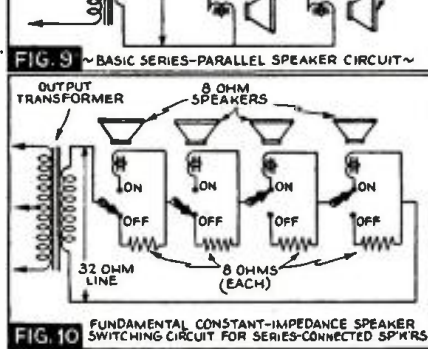 FIG. 9 ~BASIC SERIES-PARALLEL SPEAKER CIRCUIT~
OUTPUT
TRANSFORMER
8 OHM
SPEAKERS
ON
ON
ON
ON
OFF
OFF
OFF
OFF
32 OHM
LINE
8 OHMS
(EACH)
FIG. 10 FUNDAMENTAL CONSTANT-IMPEDANCE SPEAKER
SWITCHING CIRCUIT FOR SERIES-CONNECTED SP'K'RS